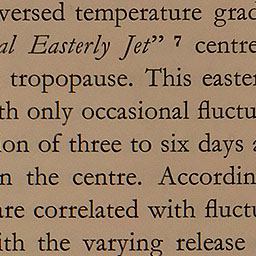 versed temperature grad
al Easterly Jet” 7 centre
tropopause. This easter
th only occasional fluctu
ion of three to six days a
n the centre. Accordin
are correlated with fluctu
ith the varying release